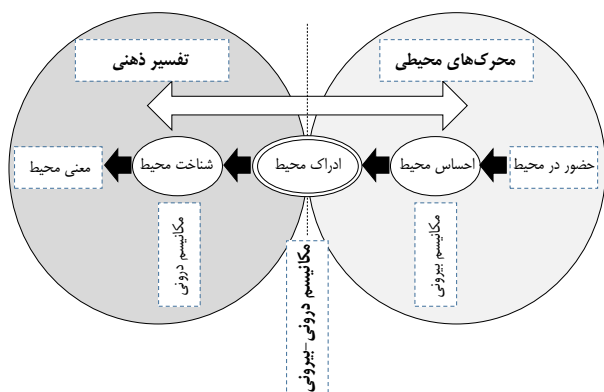 محرک‌های محیطی
تفسیر ذهنی
حضور در محیط
احساس محیط
ادراک محیط
شناخت محیط
معنی محیط
مکانیسم بیرونی
مکانیسم درونی-بیرونی
مکانیسم درونی